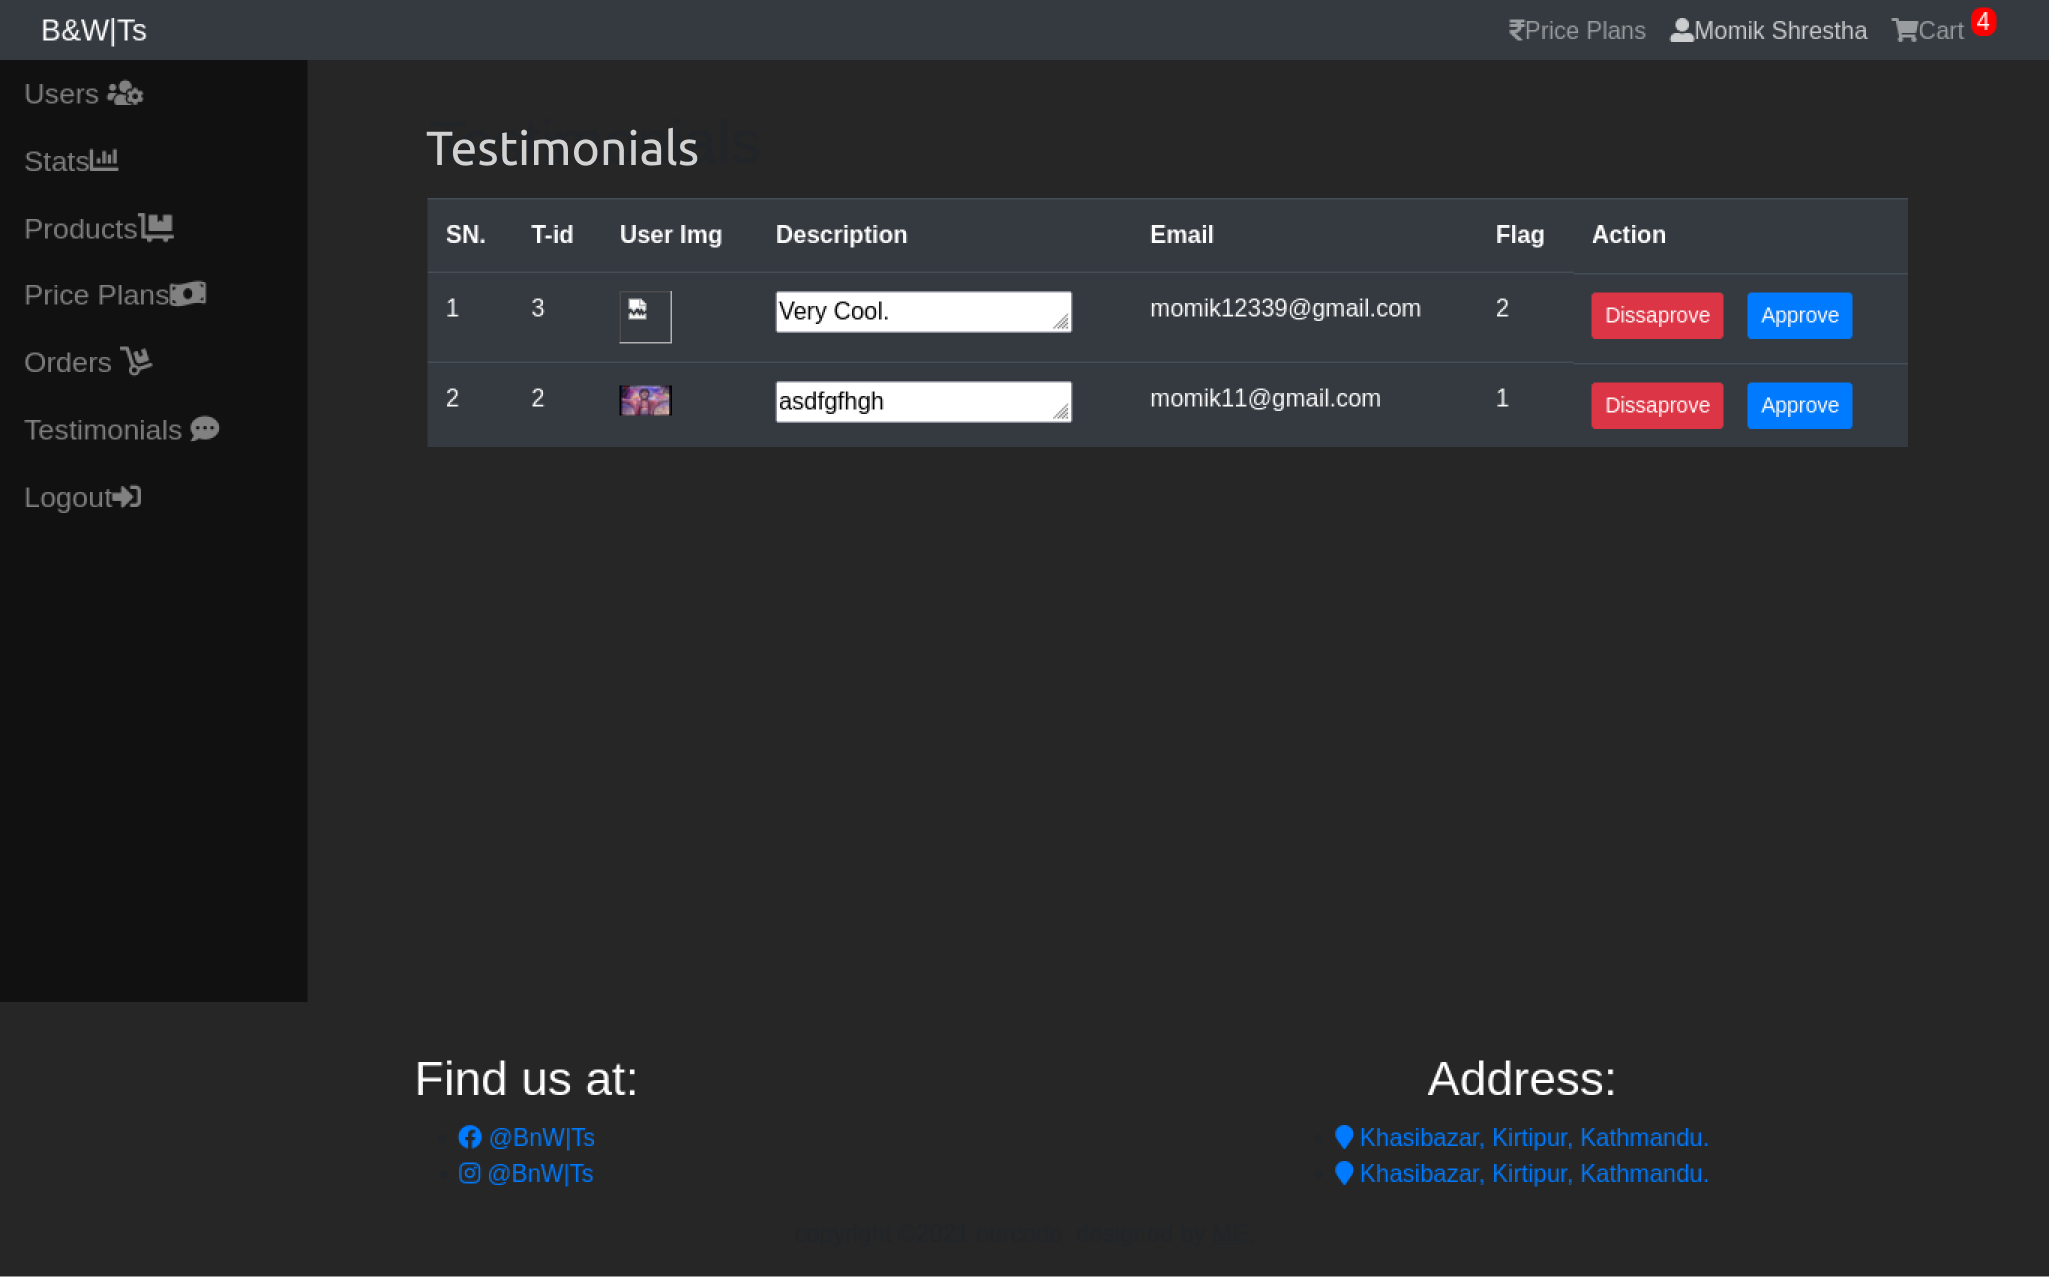 B&W|Ts
Price Plans Momik Shrestha Cart 4
Users
Stats
Products
Price Plans
Orders
Testimonials
Logout
Testimonials
SN. T-id User Img Description Email Flag Action
1 3 Very Cool. momik12339@gmail.com 2 Dissaprove Approve
2 2 asdfgfhgh momik11@gmail.com 1 Dissaprove Approve
Find us at:
@BnW|Ts
@BnW|Ts
Address:
Khasibazar, Kirtipur, Kathmandu.
Khasibazar, Kirtipur, Kathmandu.